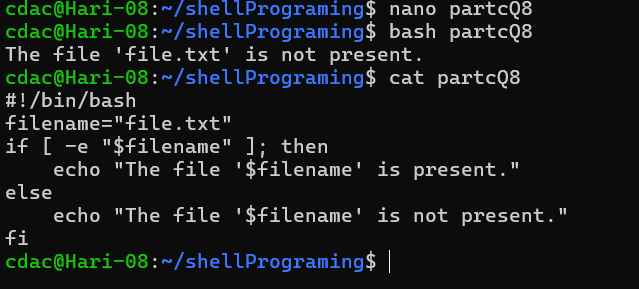 cdac@Hari-08:~/shellPrograming$ nano partcQ8
cdac@Hari-08:~/shellPrograming$ bash partcQ8
The file 'file.txt' is not present.
cdac@Hari-08:~/shellPrograming$ cat partcQ8
#!/bin/bash
filename="file.txt"
if [ -e "$filename" ]; then
    echo "The file '$filename' is present."
else
    echo "The file '$filename' is not present."
fi
cdac@Hari-08:~/shellPrograming$